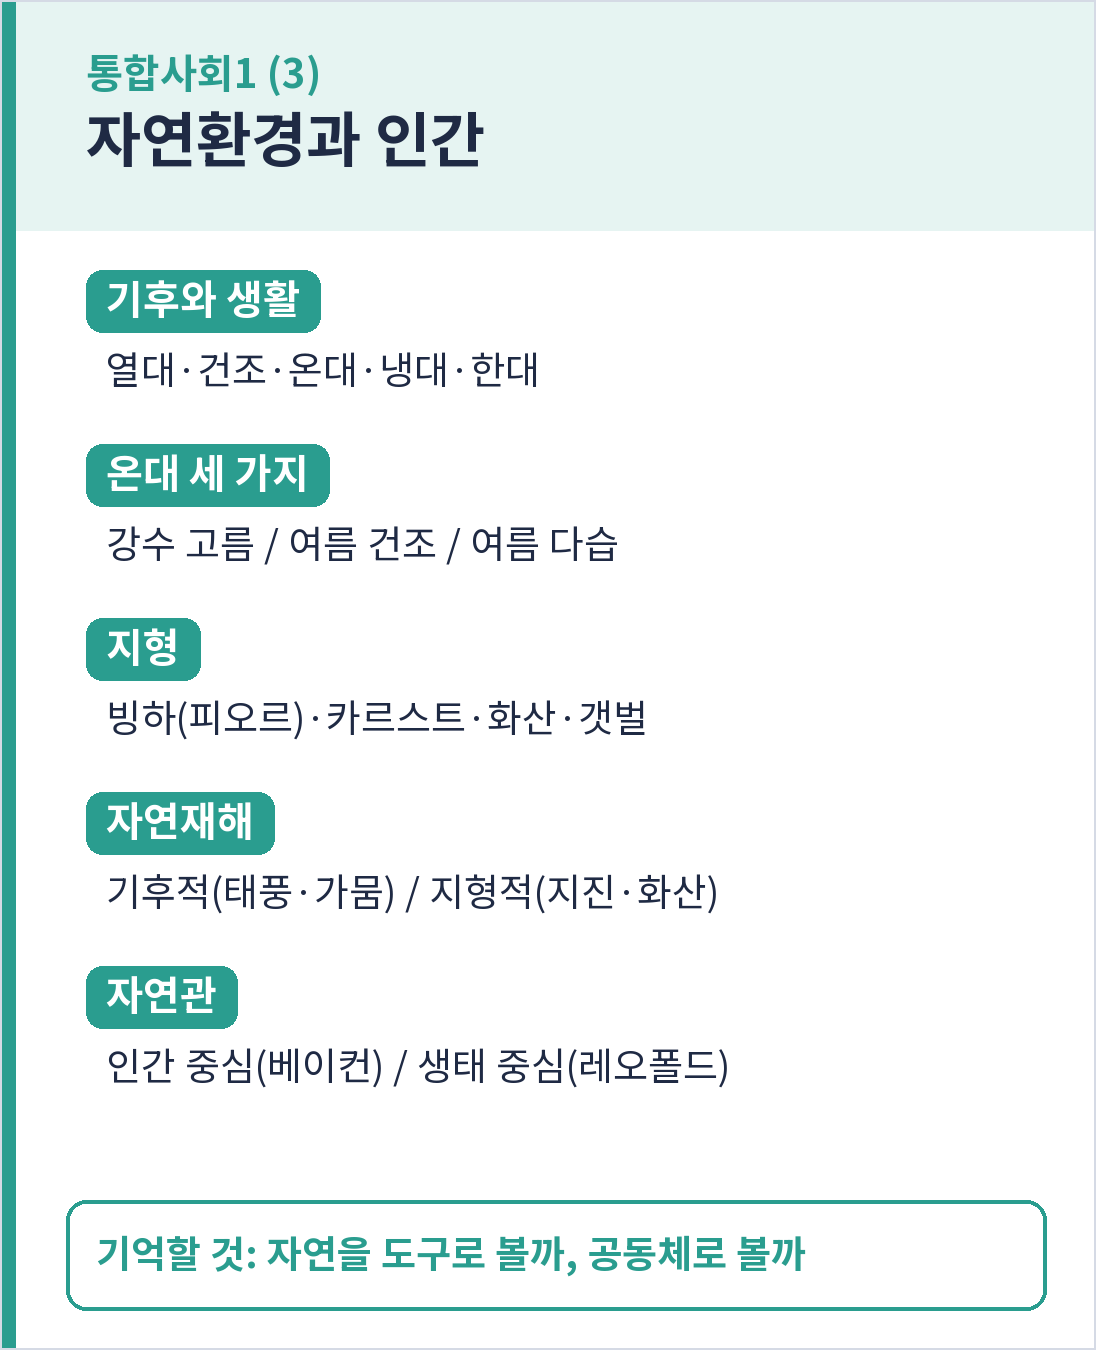 통합사회1 (3)
자연환경과 인간
기후와 생활
열대·건조·온대·냉대·한대
온대 세 가지
강수 고름 / 여름 건조 / 여름 다습
지형
빙하(피오르)·카르스트·화산·갯벌
자연재해
기후적(태풍·가뭄) / 지형적(지진·화산)
자연관
인간 중심(베이컨) / 생태 중심(레오폴드)
기억할 것: 자연을 도구로 볼까, 공동체로 볼까